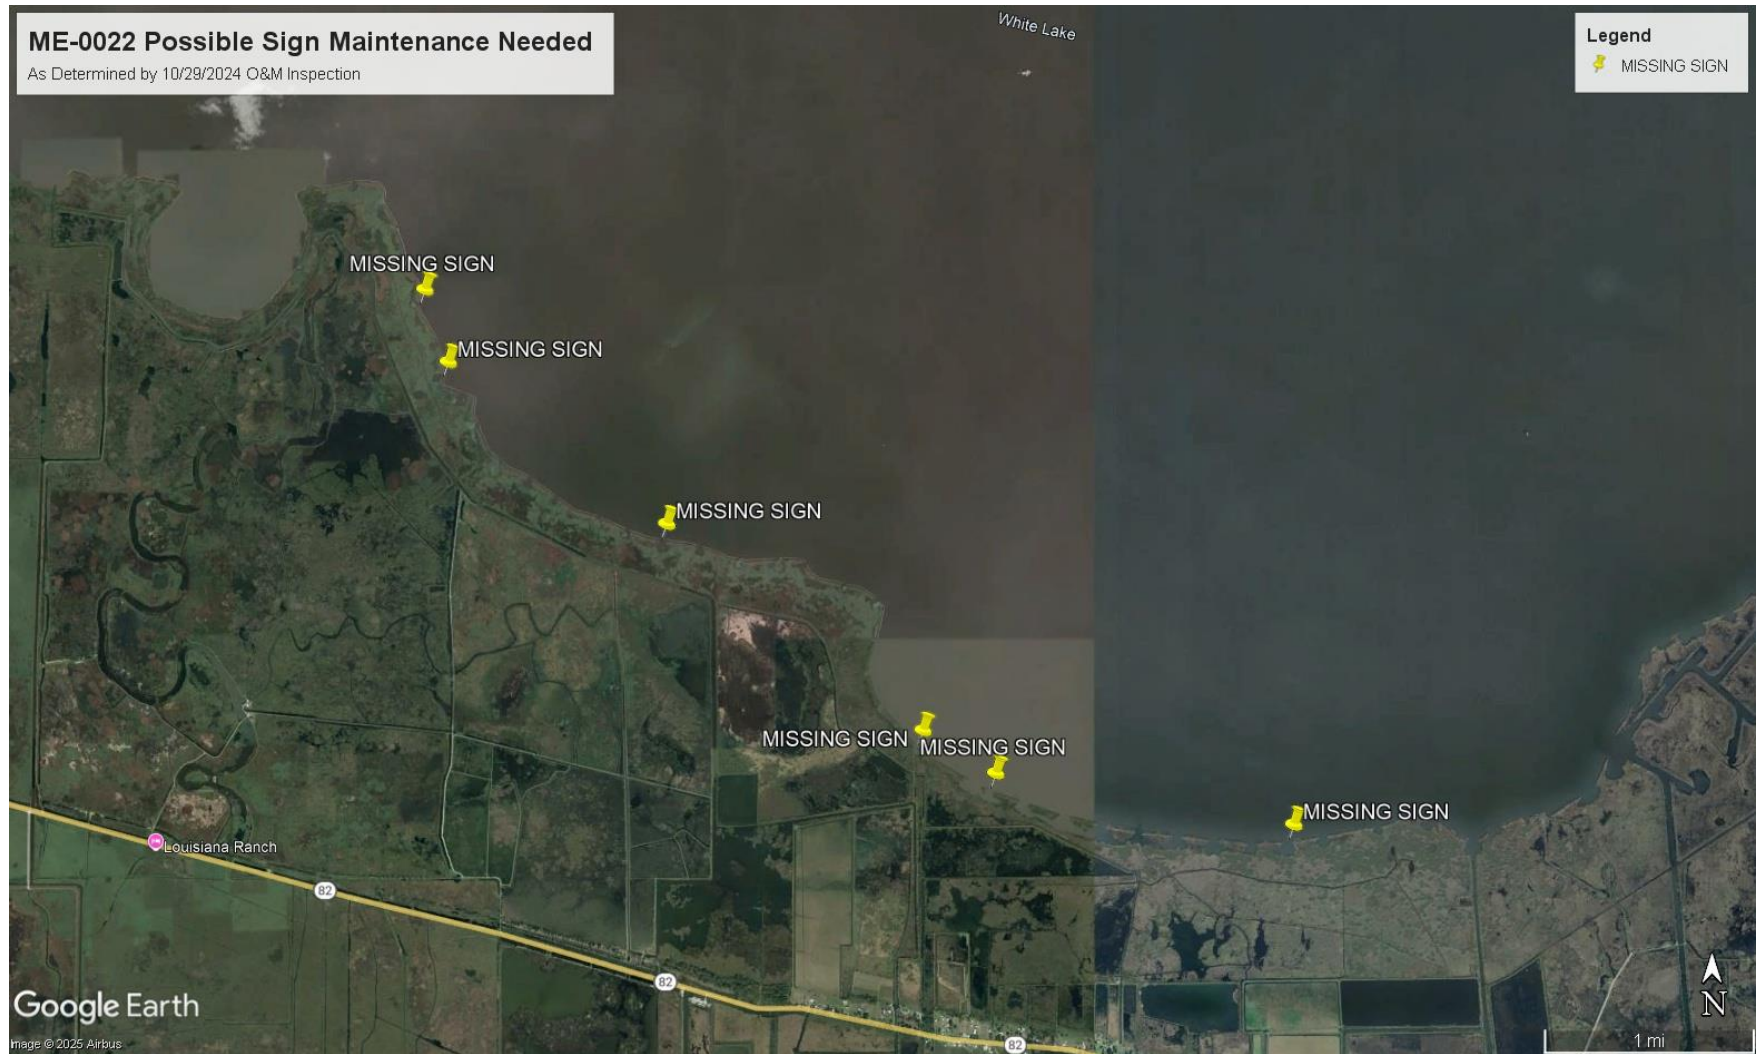 ME-0022 Possible Sign Maintenance Needed
As Determined by 10/29/2024 O&M Inspection
White Lake
Legend
MISSING SIGN
MISSING SIGN
MISSING SIGN
MISSING SIGN
MISSING SIGN
MISSING SIGN
MISSING SIGN
Louisiana Ranch
82
82
82
Google Earth
N
Image © 2025 Airbus
1 mi